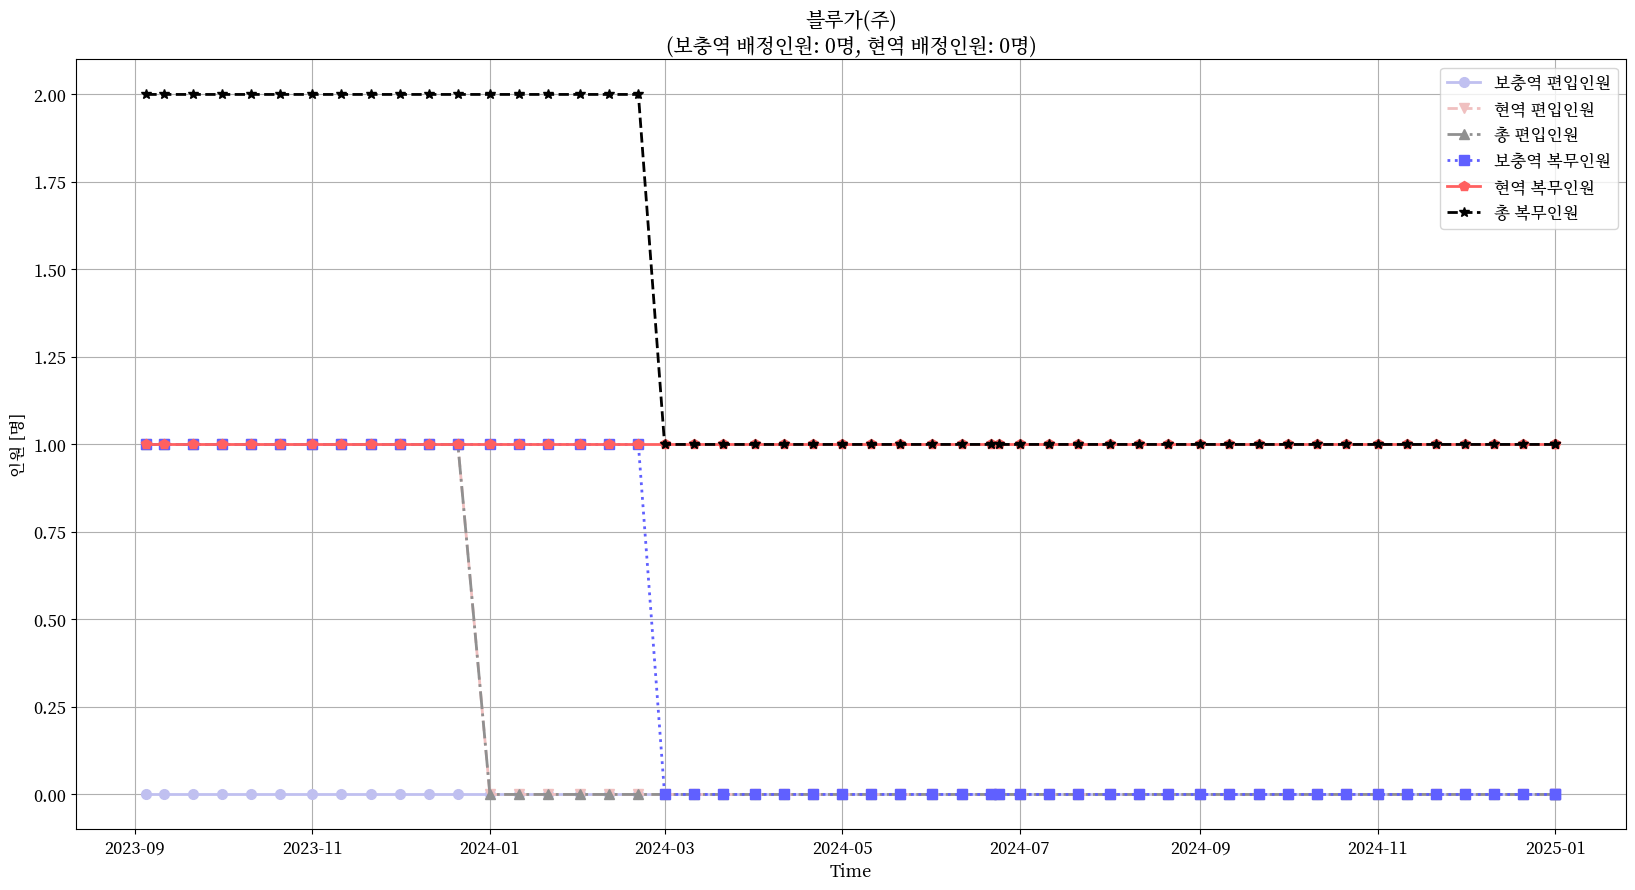 블루가(주)
(보충역 배정인원: 0명, 현역 배정인원: 0명)
보충역 편입인원
현역 편입인원
총 편입인원
보충역 복무인원
현역 복무인원
총 복무인원
2.00
1.75
1.50
1.25
1.00
0.75
0.50
0.25
0.00
인원 [명]
2023-09
2023-11
2024-01
2024-03
2024-05
2024-07
2024-09
2024-11
2025-01
Time